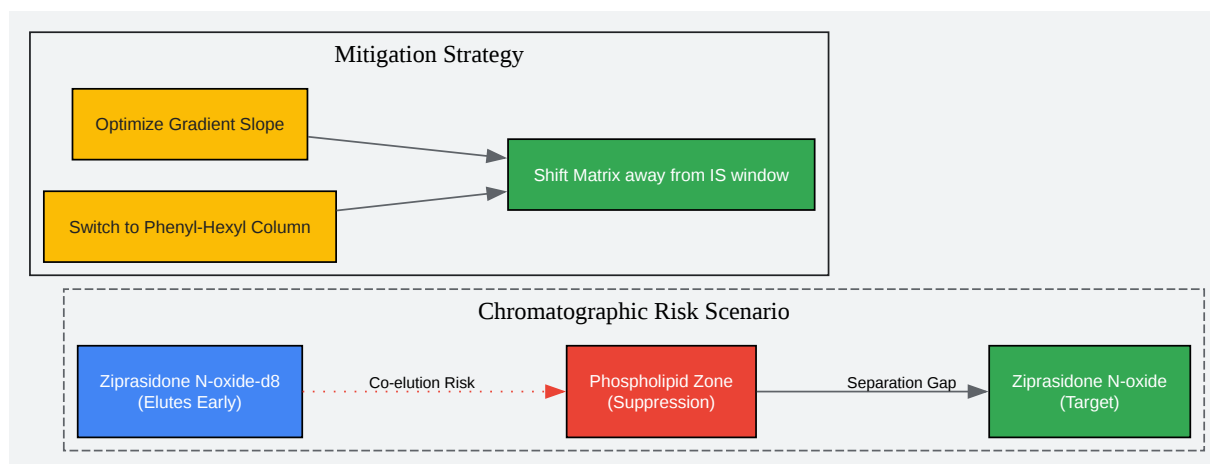 Mitigation Strategy
Optimize Gradient Slope
Switch to Phenyl-Hexyl Column
Shift Matrix away from IS window
Chromatographic Risk Scenario
Ziprasidone N-oxide-d8
(Elutes Early)
Co-elution Risk
Phospholipid Zone
(Suppression)
Separation Gap
Ziprasidone N-oxide
(Target)